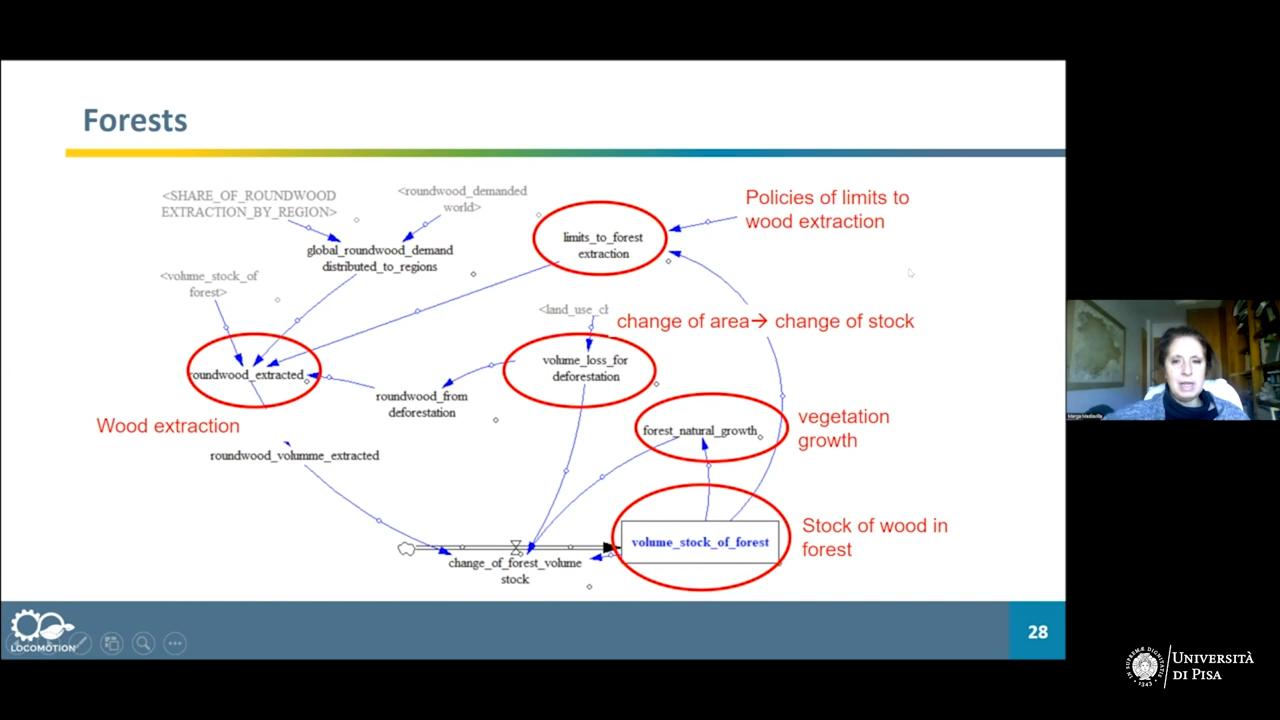 Forests
<SHARE_OF_ROUNDWOOD
EXTRACTION_BY_REGION>
<roundwood_demanded
world>
Policies of limits to
wood extraction
global_roundwood_demand
distributed_to_regions
limits_to_forest
extraction
<volume_stock_of
forest>
<land_use_ch
change of area→ change of stock
roundwood_extracted
volume_loss_for
deforestation
roundwood_from
deforestation
Wood extraction
forest_natural_growth
vegetation
growth
roundwood_volumme_extracted
volume_stock_of_forest
Stock of wood in
forest
change_of_forest_volume
stock
LOCOMOTION
28
UNIVERSITÀ
DI PISA
1343